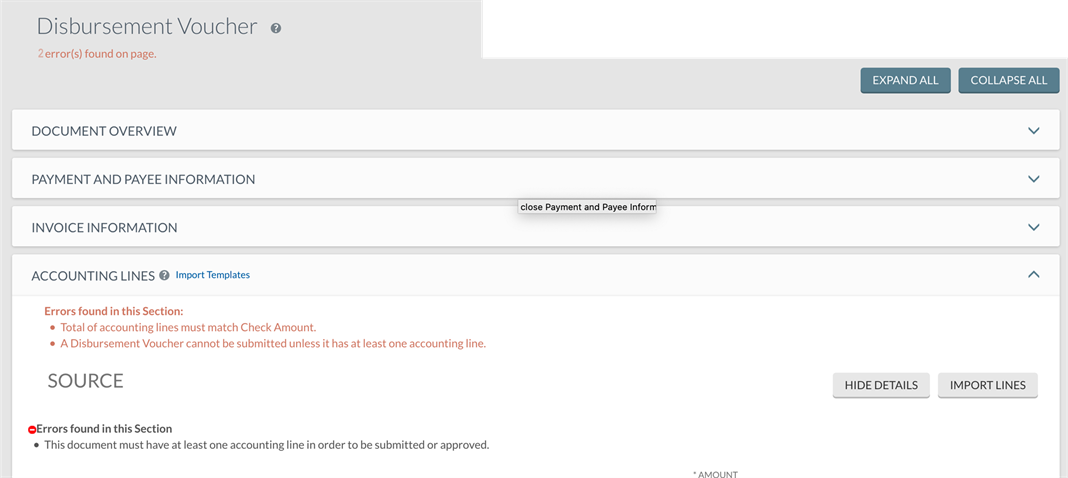 Disbursement Voucher
2 error(s) found on page.
EXPAND ALL COLLAPSE ALL
DOCUMENT OVERVIEW
PAYMENT AND PAYEE INFORMATION
close Payment and Payee Inform
INVOICE INFORMATION
ACCOUNTING LINES Import Templates
Errors found in this Section:
• Total of accounting lines must match Check Amount.
• A Disbursement Voucher cannot be submitted unless it has at least one accounting line.
SOURCE
HIDE DETAILS IMPORT LINES
Errors found in this Section
• This document must have at least one accounting line in order to be submitted or approved.
* AMOUNT